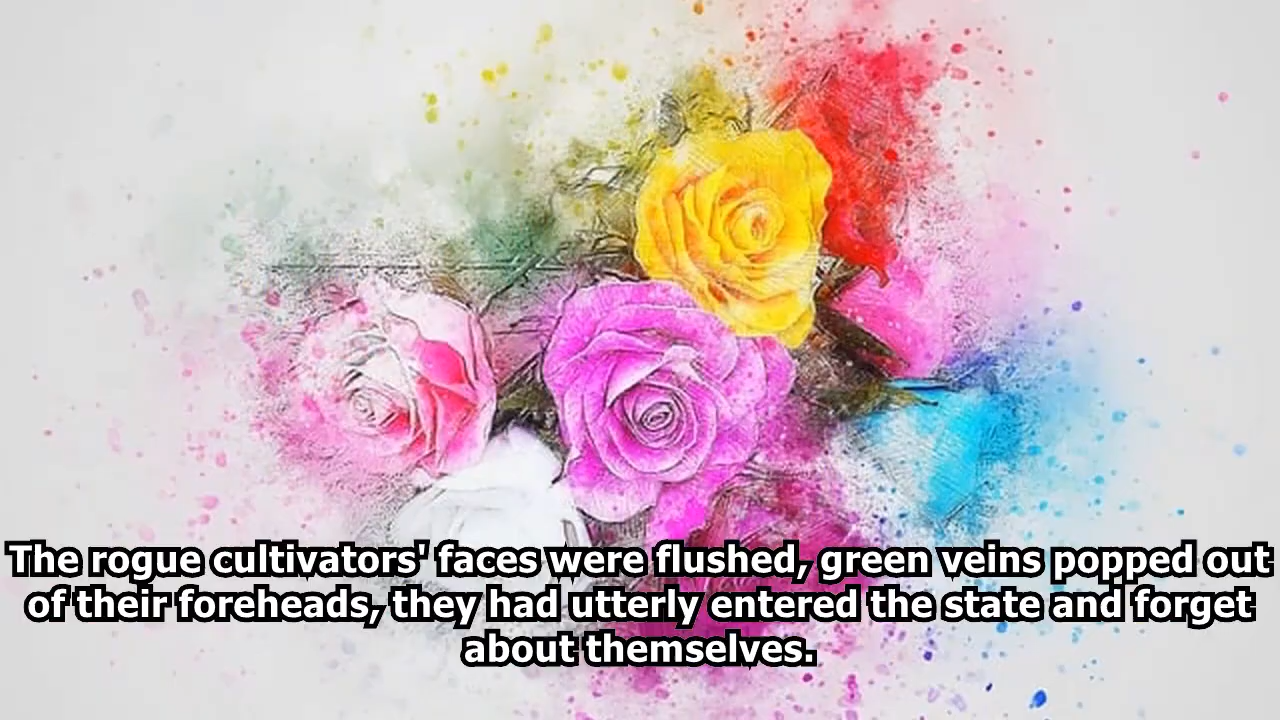 The rogue cultivators' faces were flushed, green veins popped out
of their foreheads, they had utterly entered the state and forget
about themselves.